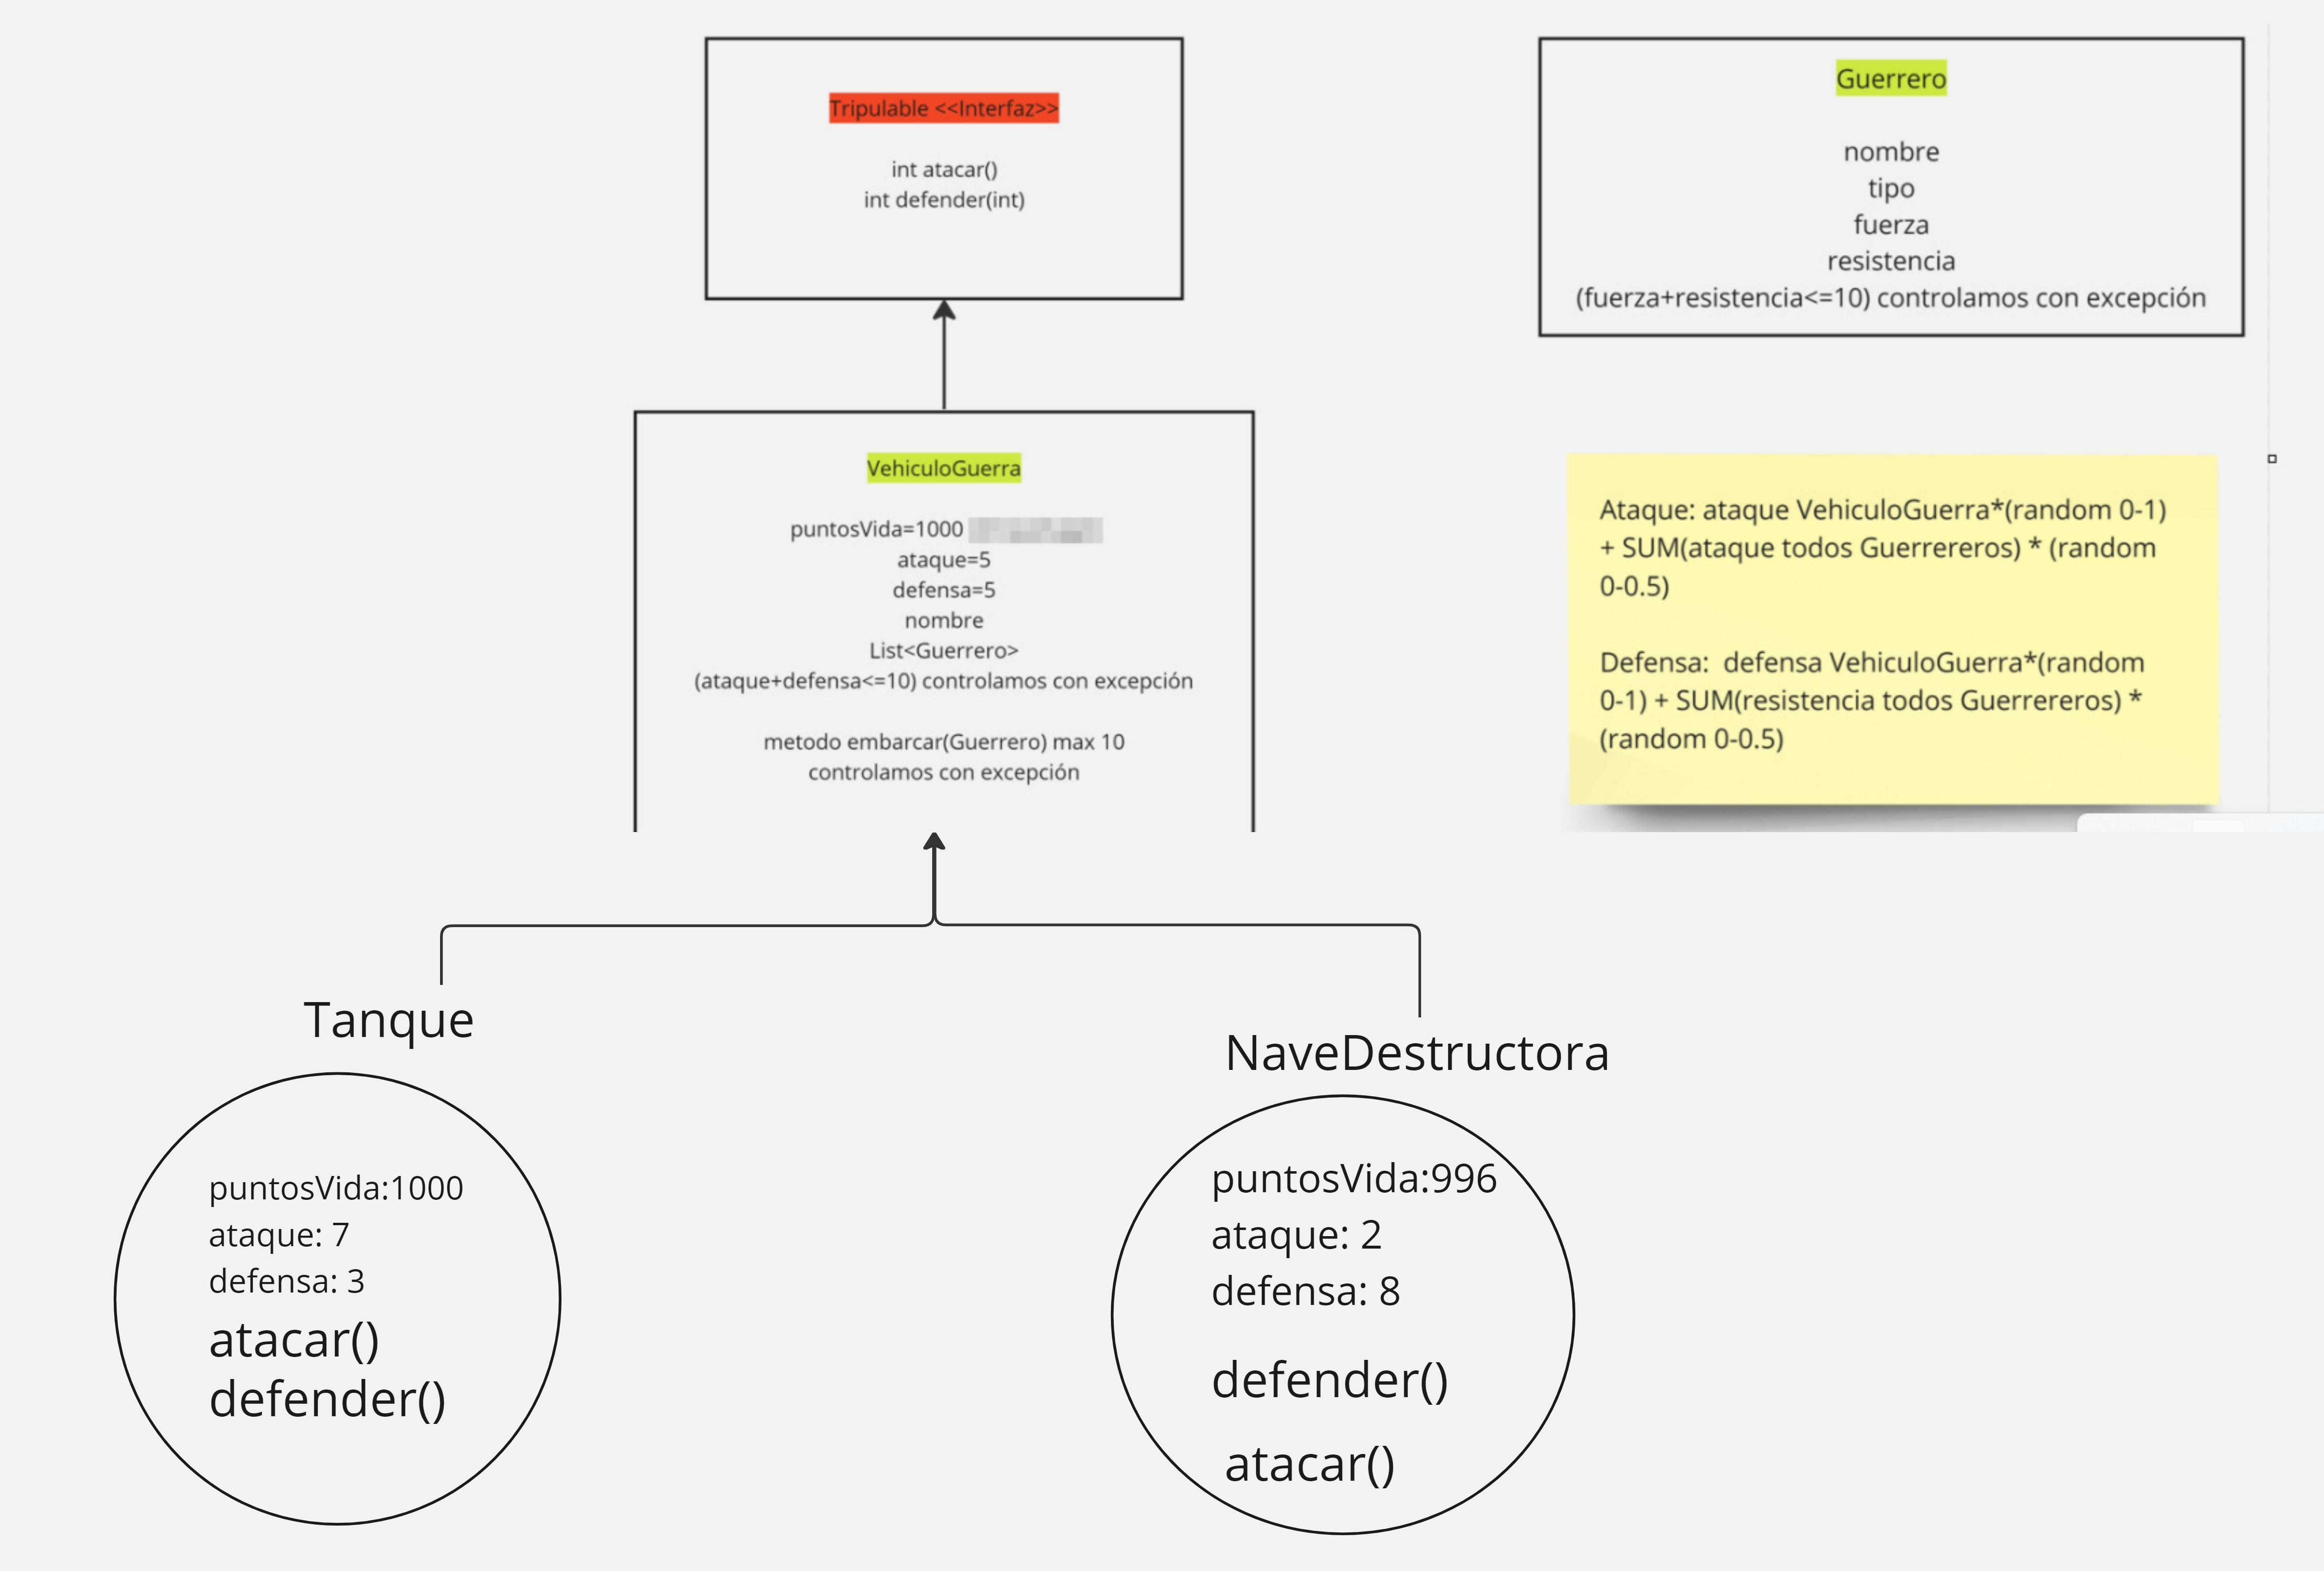 Tripulable <<Interfaz>>
int atacar()
int defender(int)
Guerrero
nombre
tipo
fuerza
resistencia
(fuerza+resistencia<=10) controlamos con excepción
VehiculoGuerra
puntosVida=1000
ataque=5
defensa=5
nombre
List<Guerrero>
(ataque+defensa<=10) controlamos con excepción
metodo embarcar(Guerrero) max 10
controlamos con excepción
Ataque: ataque VehiculoGuerra*(random 0-1)
+ SUM(ataque todos Guerrereros) * (random
0-0.5)
Defensa:  defensa VehiculoGuerra*(random
0-1) + SUM(resistencia todos Guerrereros) *
(random 0-0.5)
Tanque
puntosVida:1000
ataque: 7
defensa: 3
atacar()
defender()
NaveDestructora
puntosVida:996
ataque: 2
defensa: 8
defender()
atacar()